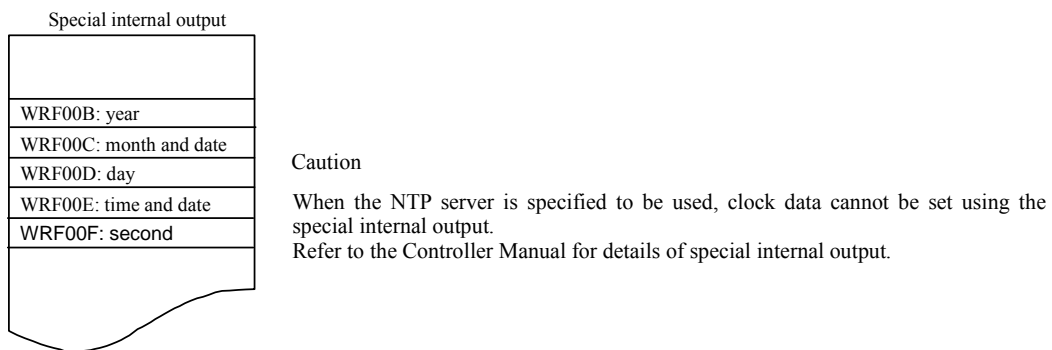 Special internal output
WRF00B: year
WRF00C: month and date
WRF00D: day
WRF00E: time and date
WRF00F: second
Caution
When the NTP server is specified to be used, clock data cannot be set using the
special internal output.
Refer to the Controller Manual for details of special internal output.